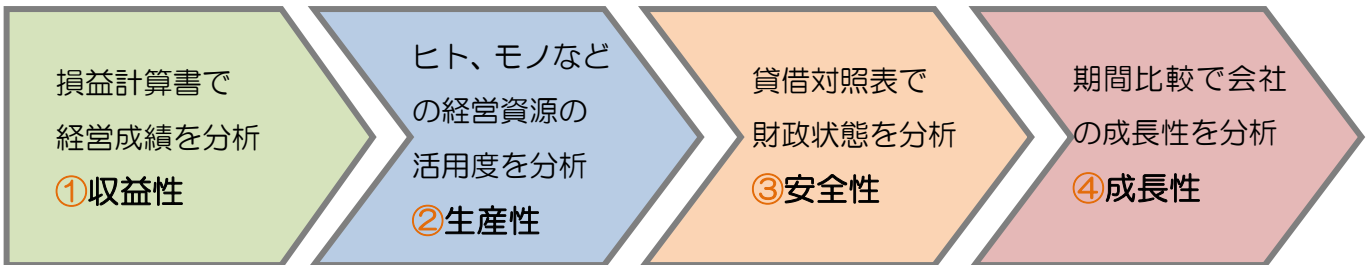 損益計算書で
経営成績を分析
①収益性
ヒト、モノなど
の経営資源の
活用度を分析
②生産性
貸借対照表で
財政状態を分析
③安全性
期間比較で会社
の成長性を分析
④成長性